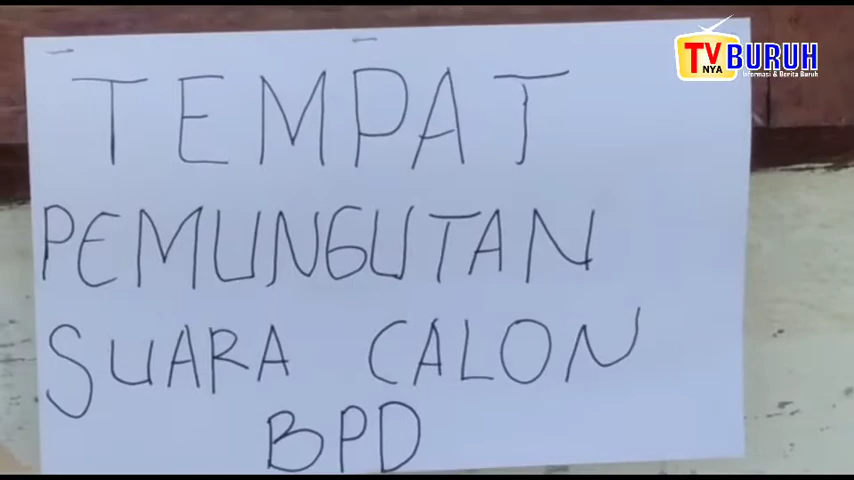 TV BURUH
NYA
Informasi & Berita Buruh
TEMPAT
PEMUNGUTAN
SUARA CALON
BPD